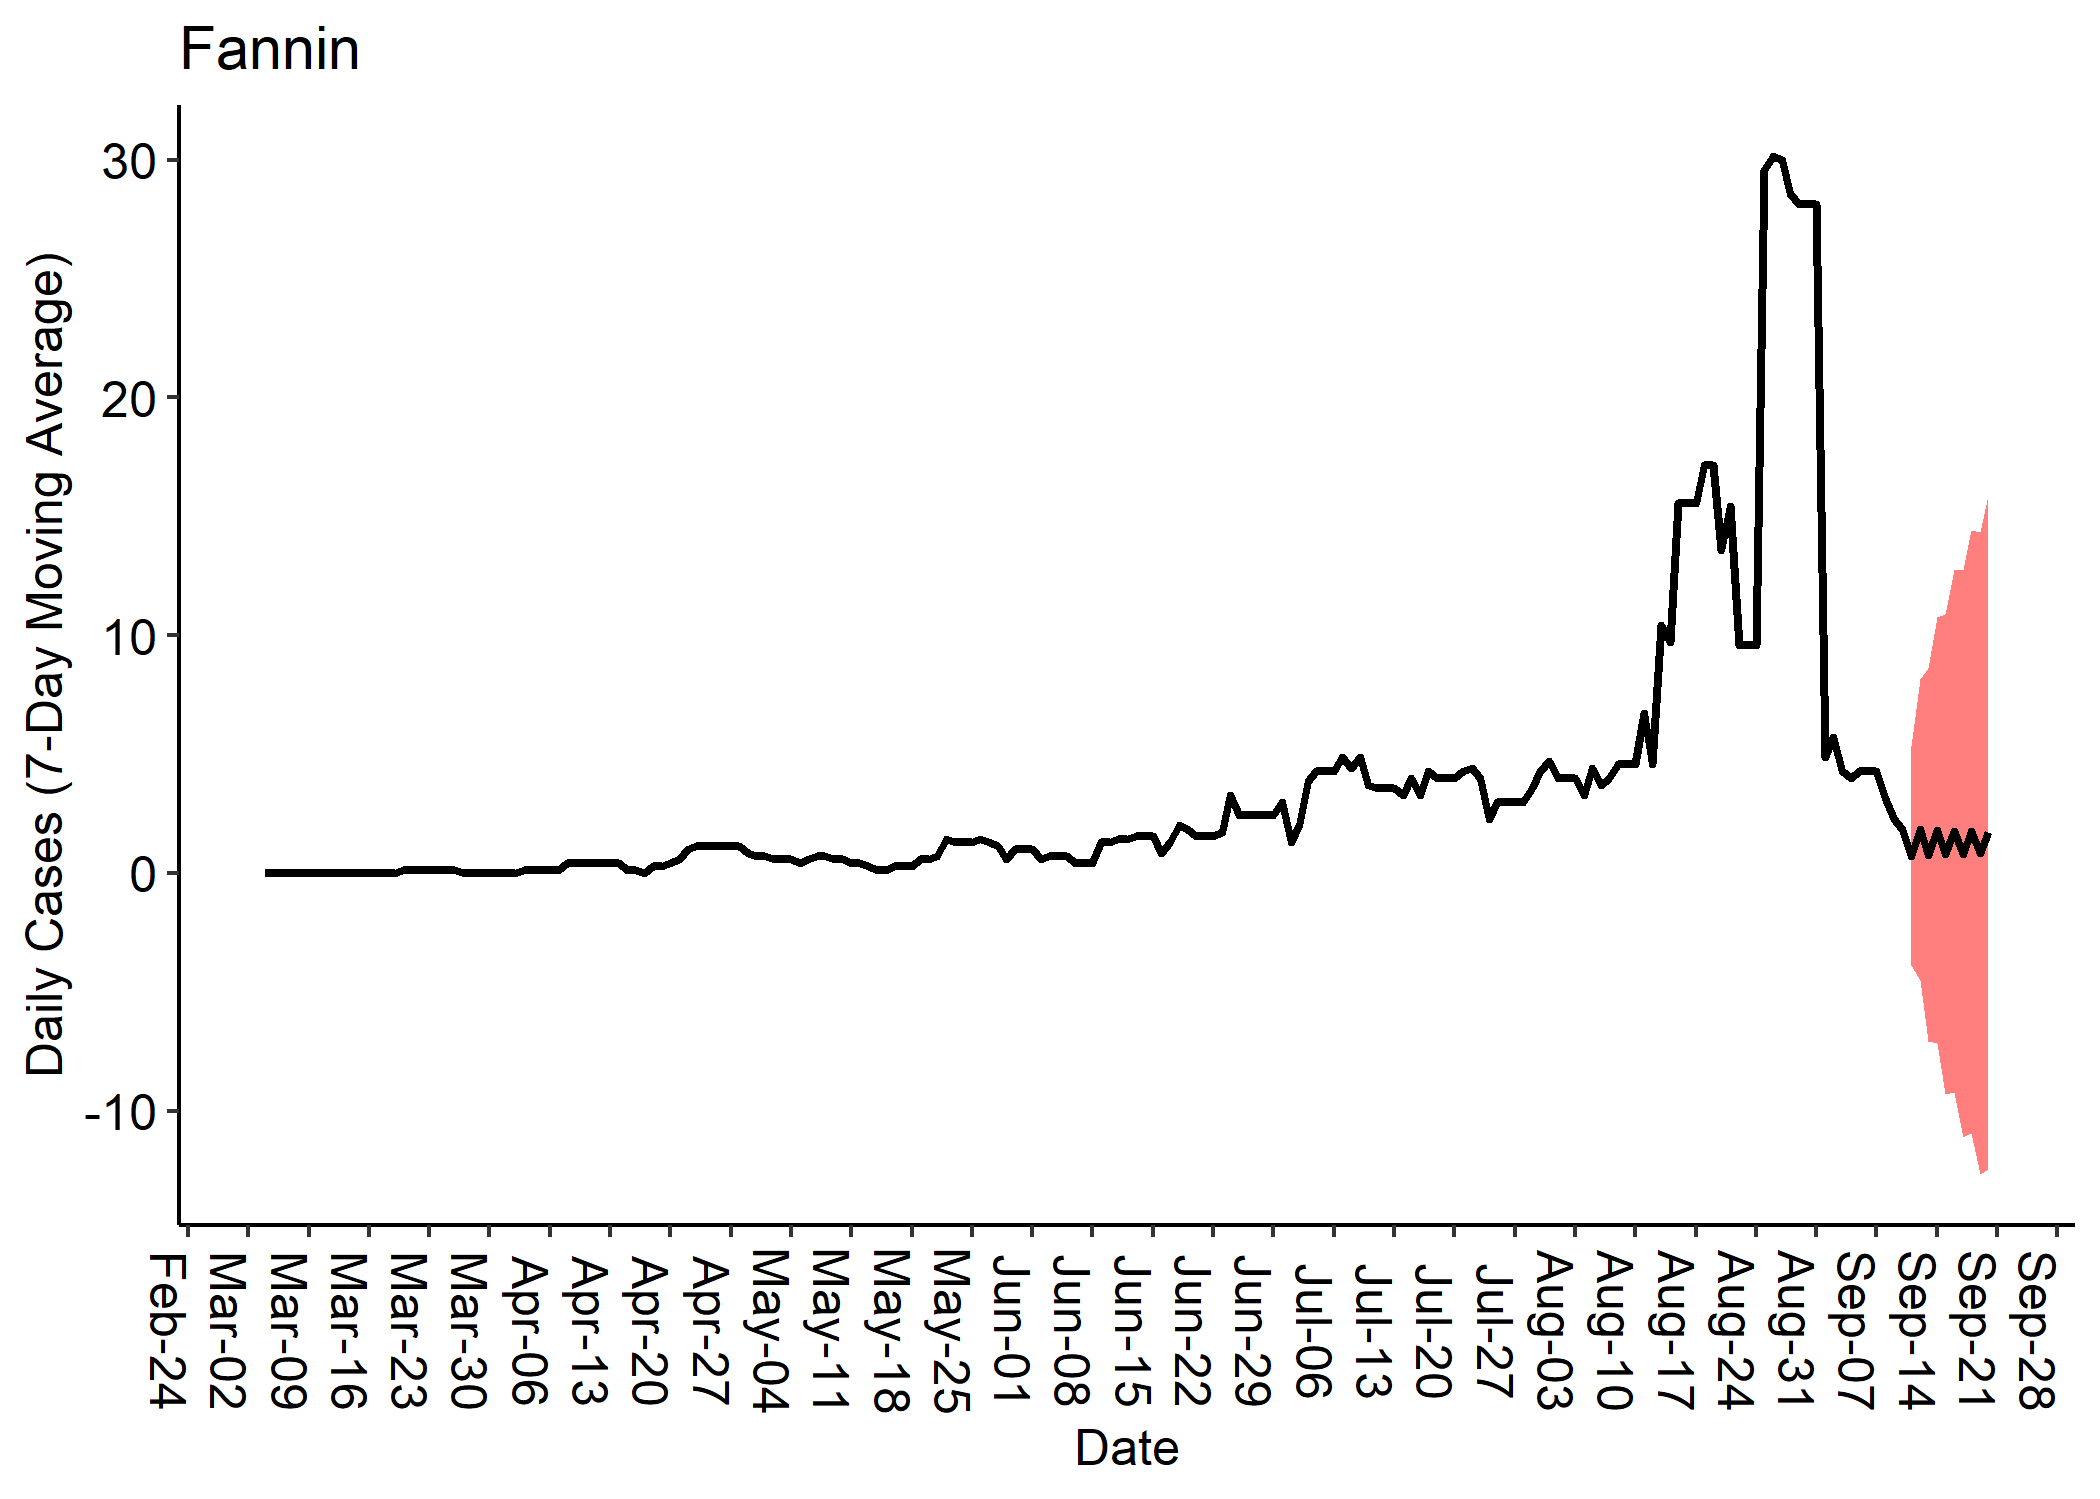 Fannin
Daily Cases (7-Day Moving Average)
30
20
10
0
-10
Feb-24
Mar-02
Mar-09
Mar-16
Mar-23
Mar-30
Apr-06
Apr-13
Apr-20
Apr-27
May-04
May-11
May-18
May-25
Jun-01
Jun-08
Jun-15
Jun-22
Jun-29
Jul-06
Jul-13
Jul-20
Jul-27
Aug-03
Aug-10
Aug-17
Aug-24
Aug-31
Sep-07
Sep-14
Sep-21
Sep-28
Date